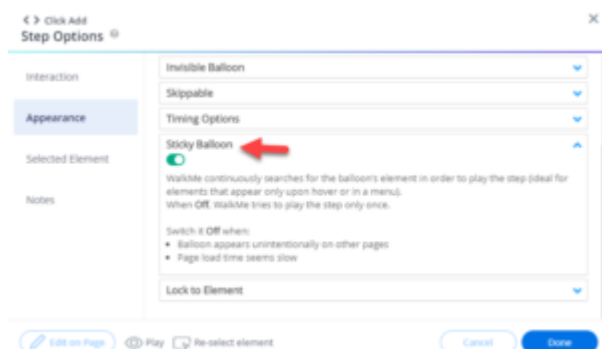 < > Click Add
Step Options
Interaction
Appearance
Selected Element
Notes
Invisible Balloon
Skippable
Timing Options
Sticky Balloon
WalkMe continuously searches for the balloon's element in order to play the step (ideal for
elements that appear only upon hover or in a menu).
When Off, WalkMe tries to play the step only once.
Switch it Off when:
• Balloon appears unintentionally on other pages
• Page load time seems slow
Lock to Element
Edit on Page
Play
Re-select element
Cancel
Done